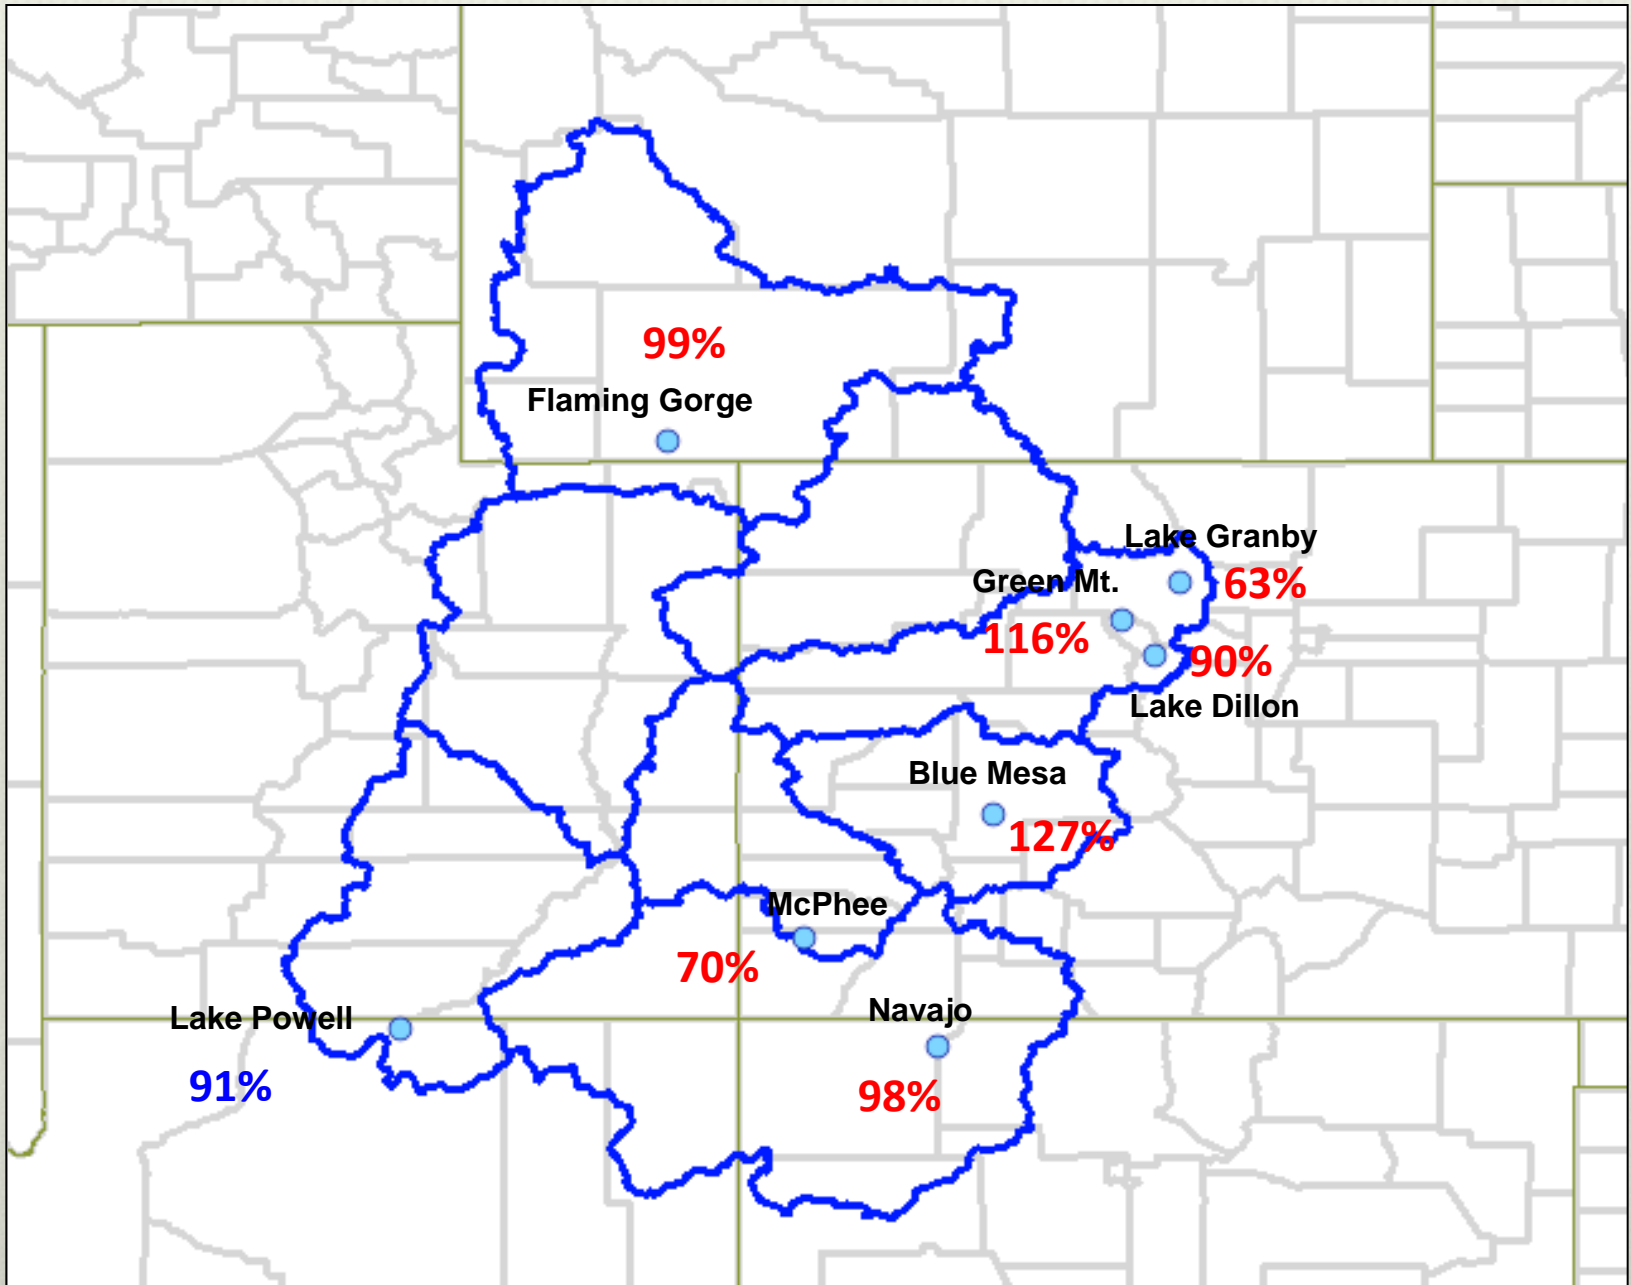 99%
Flaming Gorge
Lake Granby
Green Mt.
63%
116%
90%
Lake Dillon
Blue Mesa
127%
McPhee
70%
Navajo
Lake Powell
91%
98%